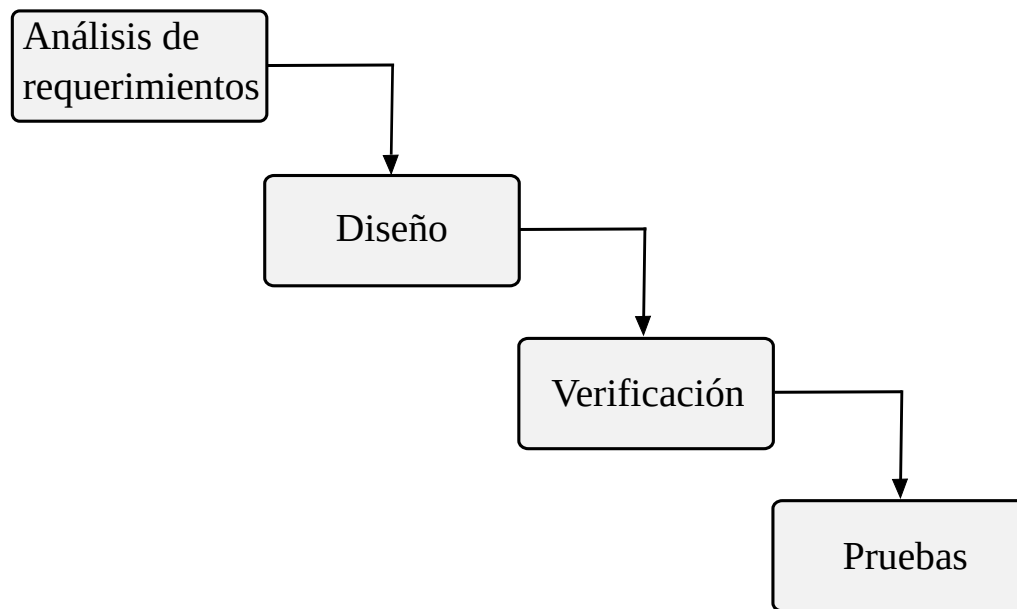 Análisis de
requerimientos
Diseño
Verificación
Pruebas